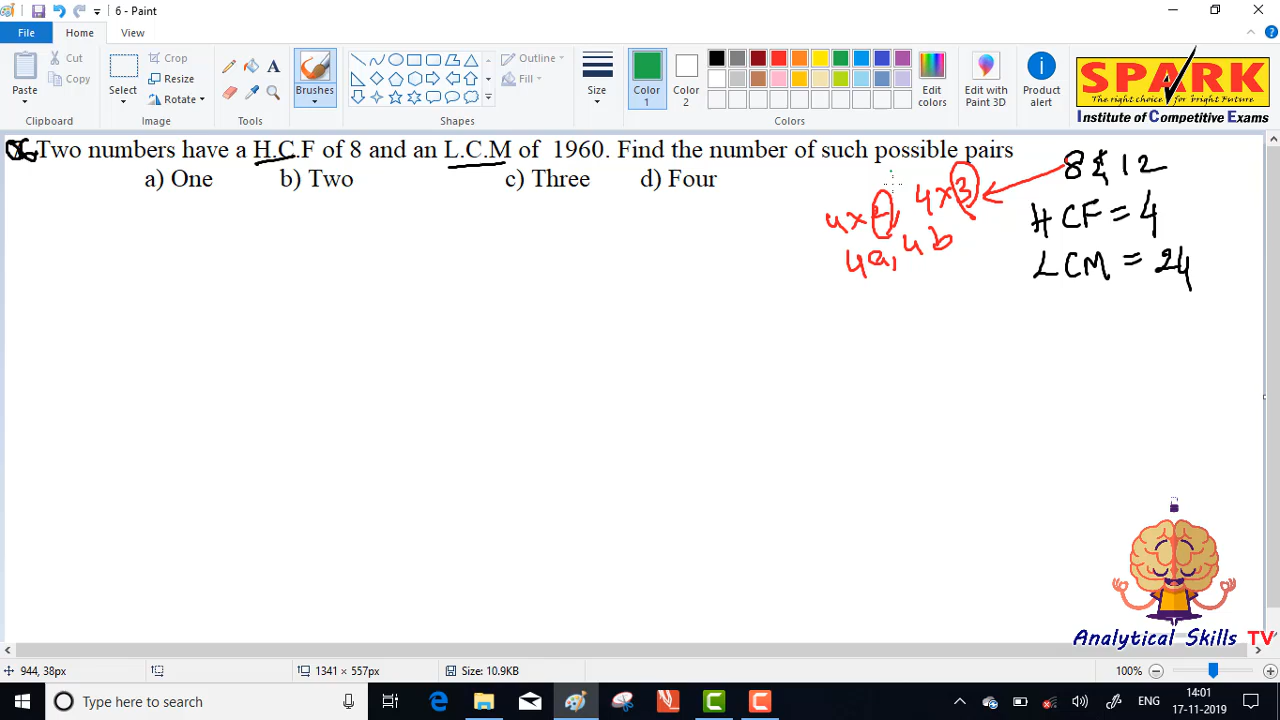 6 - Paint
File Home View
Paste
Cut
Copy
Clipboard
Select
Crop
Resize
Rotate
Image
Tools
Brushes
Shapes
Outline
Fill
Size
Color 1
Color 2
Colors
Edit colors
Edit with Paint 3D
Product alert
SPARK
The right choice for bright Future
Institute of Competitive Exams
Two numbers have a H.C.F of 8 and an L.C.M of 1960. Find the number of such possible pairs
a) One b) Two c) Three d) Four
8 & 12
HCF = 4
LCM = 24
4×2, 4×3
4a, 4b
Analytical Skills TV
944, 38px
1341 × 557px
Size: 10.9KB
100%
Type here to search
ENG
14:01
17-11-2019